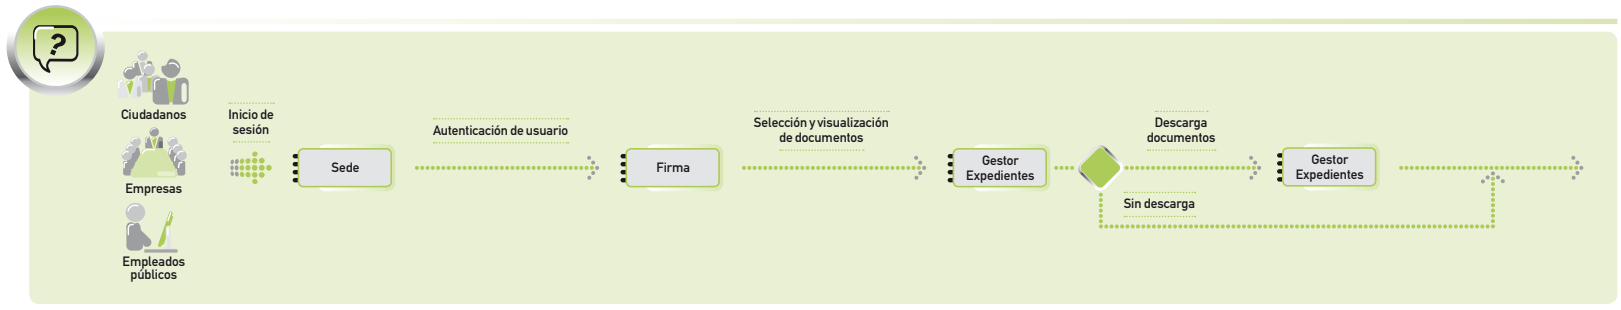 ?
Ciudadanos
Empresas
Empleados
públicos
Inicio de
sesión
Sede
Autenticación de usuario
Firma
Selección y visualización
de documentos
Gestor
Expedientes
Descarga
documentos
Sin descarga
Gestor
Expedientes